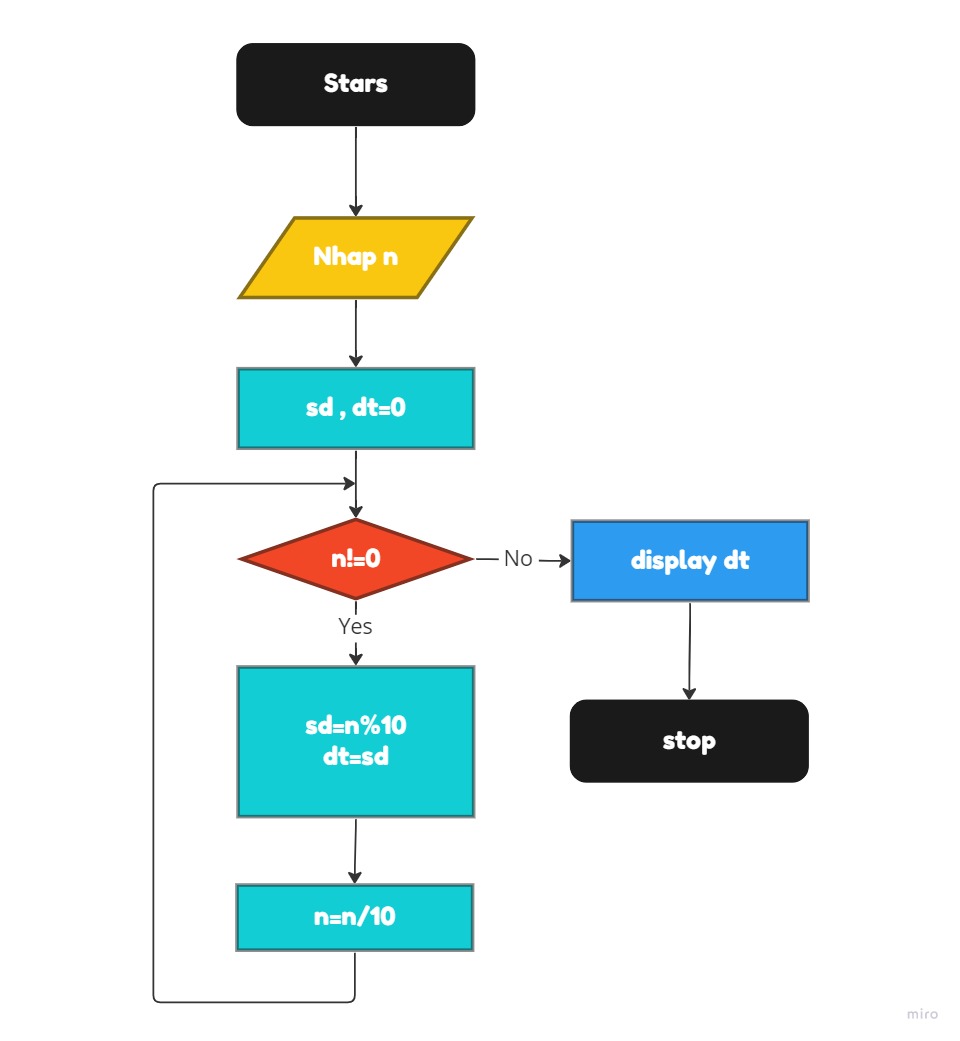 Stars
Nhap n
sd , dt=0
n!=0
No
display dt
Yes
sd=n%10
dt=sd
stop
n=n/10
miro